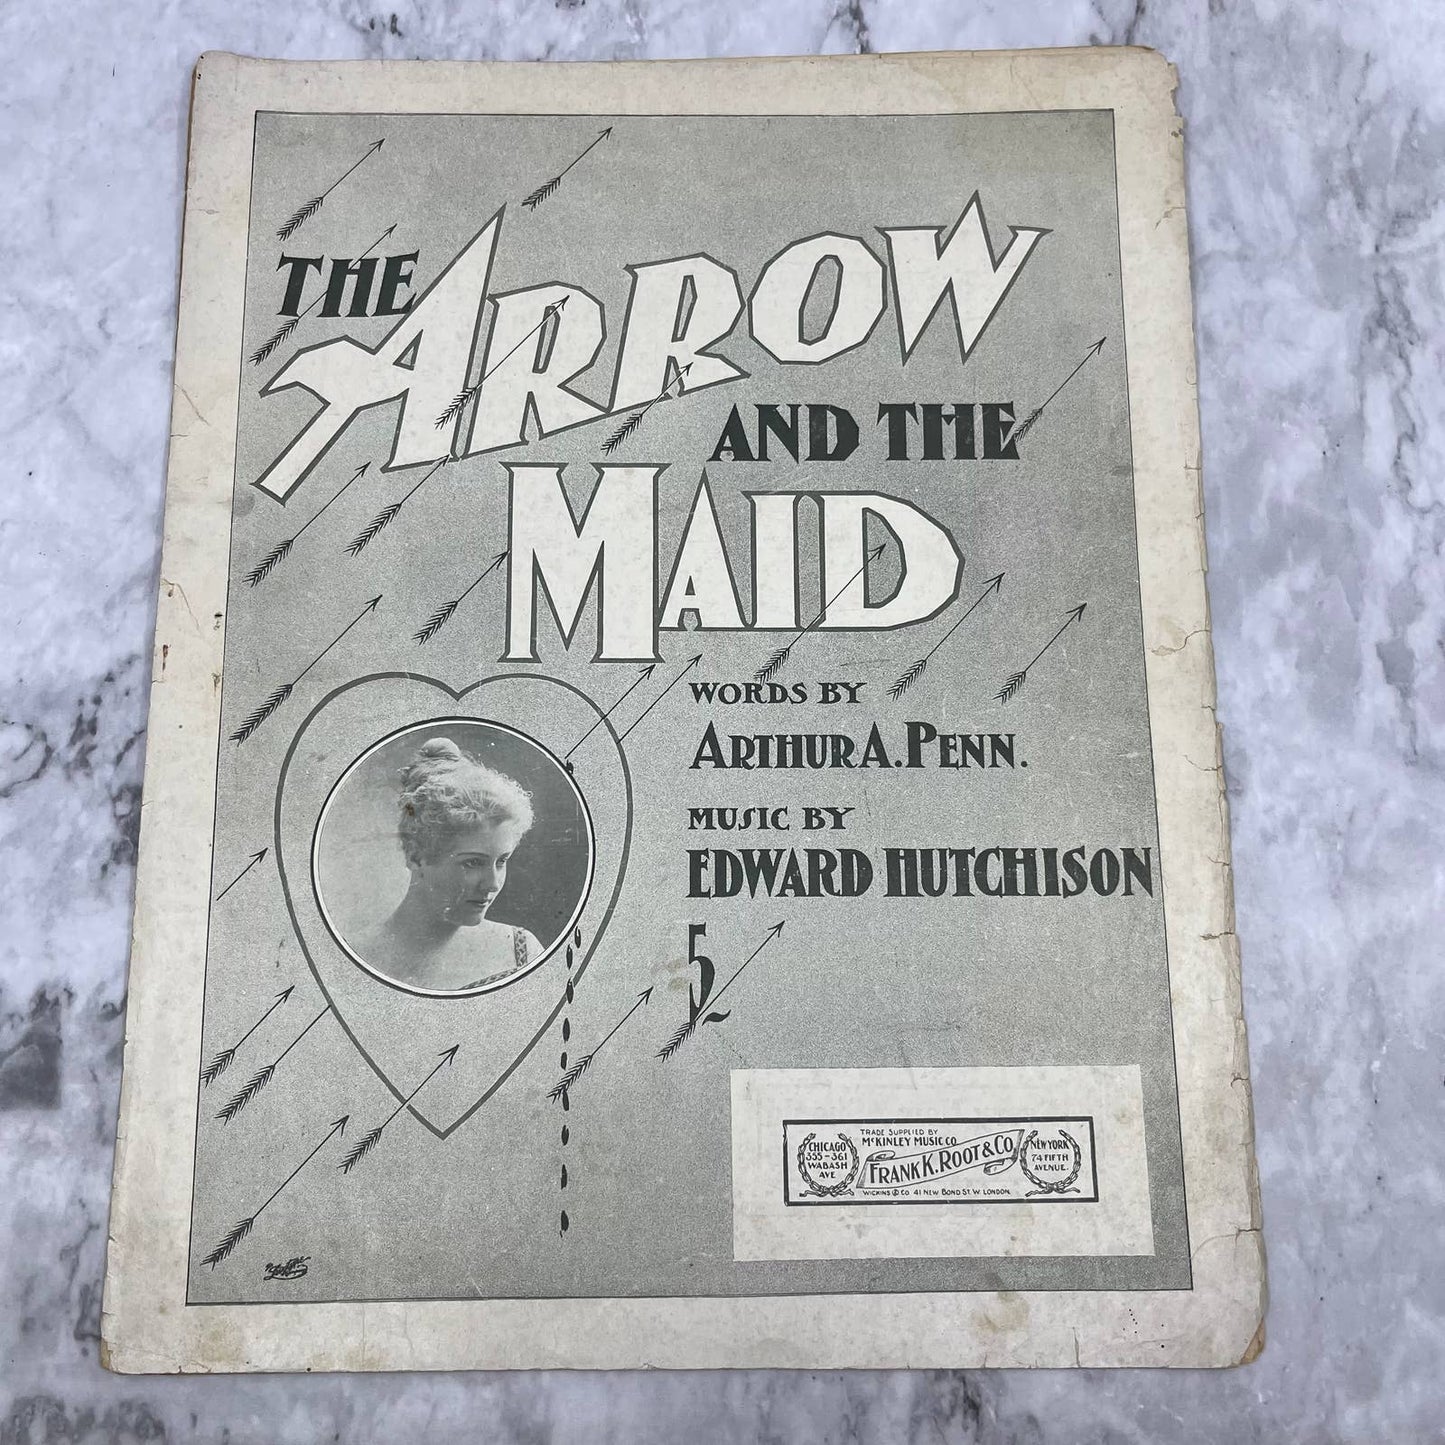 THE
ARROW
AND THE
MAID
WORDS BY
ARTHUR A. PENN.
MUSIC BY
EDWARD HUTCHISON
5
TRADE SUPPLIED BY
McKINLEY MUSIC CO.
CHICAGO
355-361
WABASH
AVE
FRANK K. ROOT & CO
NEW YORK
74 FIFTH
AVENUE.
WICKINS & CO 41 NEW BOND ST. W. LONDON.